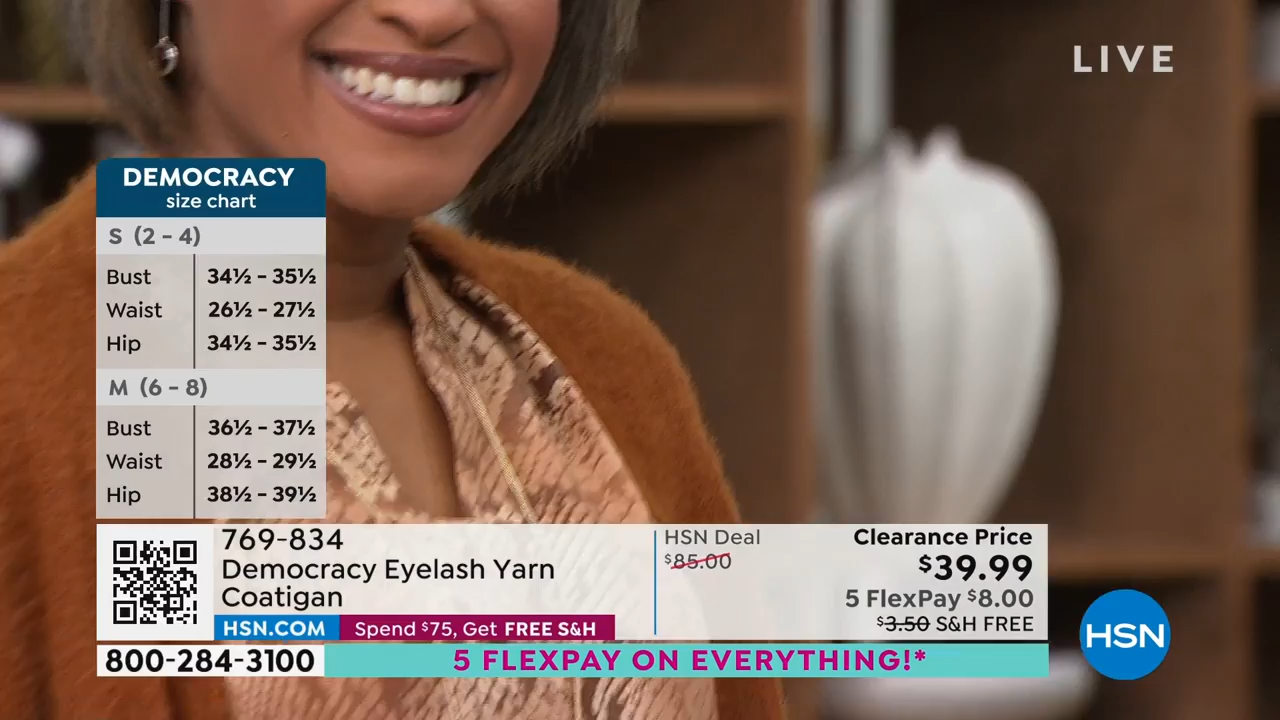 LIVE
DEMOCRACY
size chart
S (2 - 4)
Bust 34½ - 35½
Waist 26½ - 27½
Hip 34½ - 35½
M (6 - 8)
Bust 36½ - 37½
Waist 28½ - 29½
Hip 38½ - 39½
769-834
Democracy Eyelash Yarn
Coatigan
HSN.COM Spend $75, Get FREE S&H
HSN Deal
$85.00
Clearance Price
$39.99
5 FlexPay $8.00
$3.50 S&H FREE
HSN
800-284-3100 5 FLEXPAY ON EVERYTHING!*